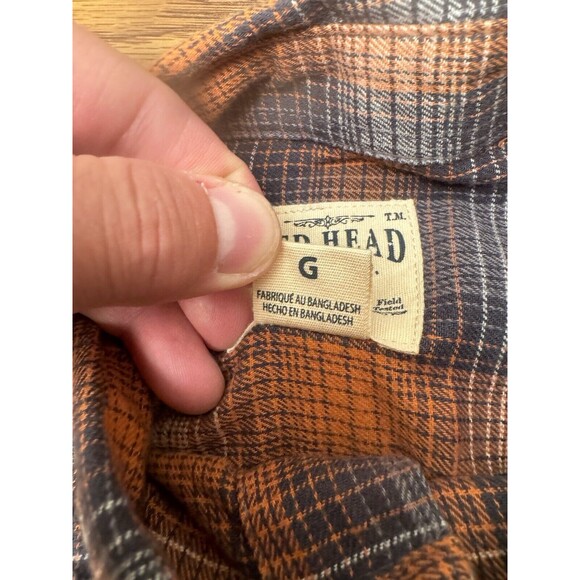 T.M.
HEAD
G
FABRIQUÉ AU BANGLADESH
HECHO EN BANGLADESH
Field
Tested